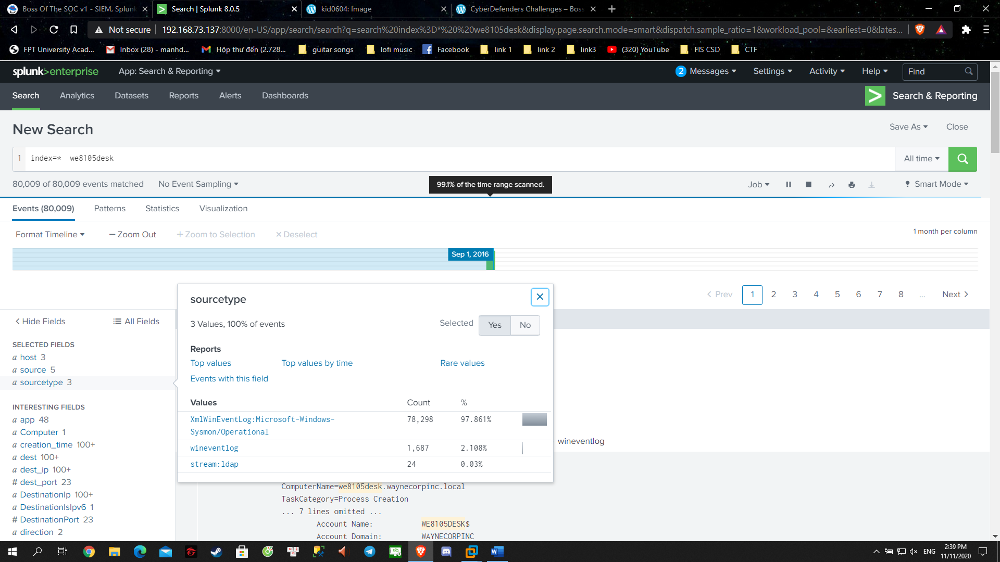 Boss Of The SOC v1 - SIEM, Splunk
Search | Splunk 8.0.5
kid0604: Image
CyberDefenders Challenges – Boss
Not secure
192.168.73.137:8000/en-US/app/search/search?q=search%20index%3D*%20%20we8105desk&display.page.search.mode=smart&dispatch.sample_ratio=1&workload_pool=&earliest=0&lates...
FPT University Acad...
Inbox (28) - manhd...
Hộp thư đến (2.728...
guitar songs
lofi music
Facebook
link 1
link 2
link3
(320) YouTube
FIS CSD
CTF
splunk>enterprise
App: Search & Reporting
2 Messages
Settings
Activity
Help
Find
Search
Analytics
Datasets
Reports
Alerts
Dashboards
Search & Reporting
New Search
Save As
Close
1 index=*  we8105desk
All time
80,009 of 80,009 events matched
No Event Sampling
99.1% of the time range scanned.
Job
Smart Mode
Events (80,009)
Patterns
Statistics
Visualization
Format Timeline
— Zoom Out
+ Zoom to Selection
× Deselect
1 month per column
Sep 1, 2016
sourcetype
< Prev
1
2
3
4
5
6
7
8
...
Next >
< Hide Fields
All Fields
3 Values, 100% of events
Selected
Yes
No
SELECTED FIELDS
a host 3
a source 5
a sourcetype 3
Reports
Top values
Top values by time
Rare values
Events with this field
INTERESTING FIELDS
a app 48
a Computer 1
a creation_time 100+
a dest 100+
a dest_ip 100+
# dest_port 23
a DestinationIp 100+
a DestinationIsIpv6 1
# DestinationPort 23
a direction 2
Values Count %
XmlWinEventLog:Microsoft-Windows-Sysmon/Operational 78,298 97.861%
wineventlog 1,687 2.108%
stream:ldap 24 0.03%
wineventlog
ComputerName=we8105desk.waynecorpinc.local
TaskCategory=Process Creation
... 7 lines omitted ...
Account Name: WE8105DESK$
Account Domain: WAYNECORPINC
ENG
2:39 PM
11/11/2020